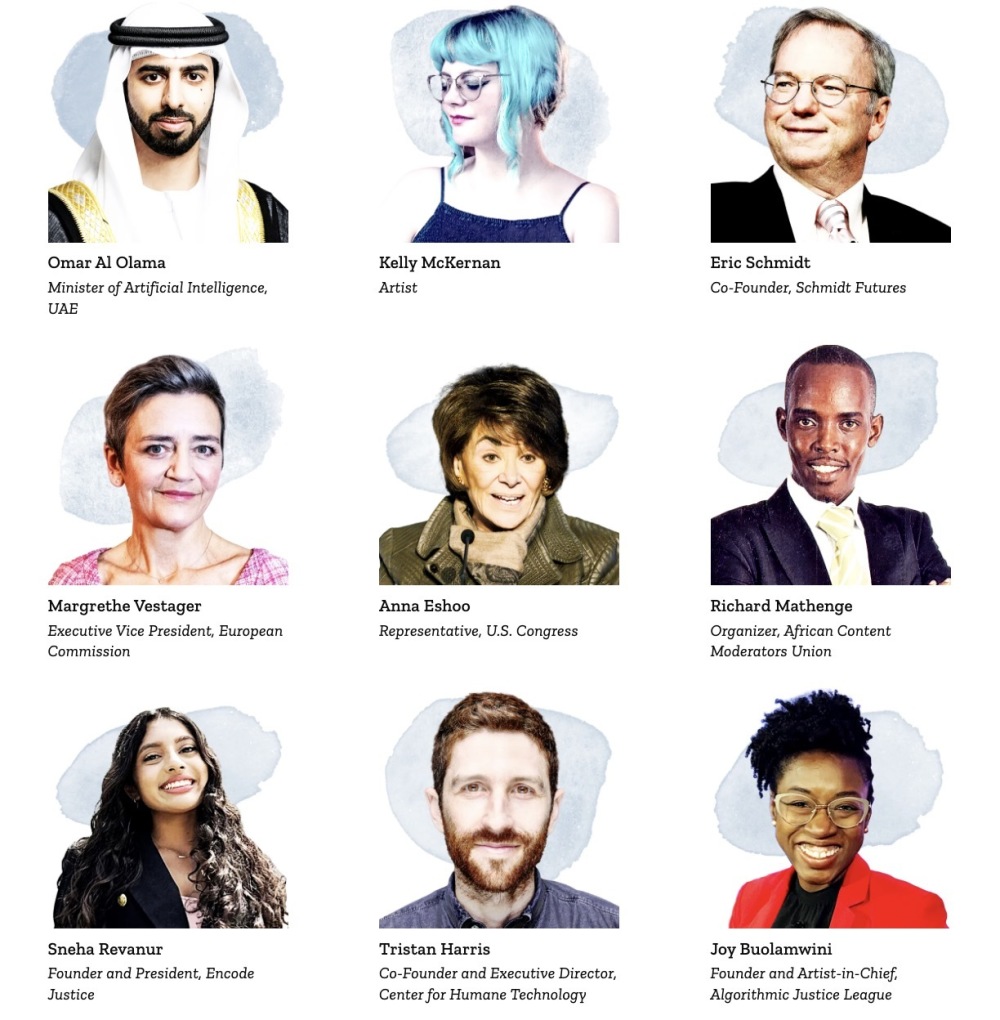 Omar Al Olama
Minister of Artificial Intelligence,
UAE
Kelly McKernan
Artist
Eric Schmidt
Co-Founder, Schmidt Futures
Margrethe Vestager
Executive Vice President, European
Commission
Anna Eshoo
Representative, U.S. Congress
Richard Mathenge
Organizer, African Content
Moderators Union
Sneha Revanur
Founder and President, Encode
Justice
Tristan Harris
Co-Founder and Executive Director,
Center for Humane Technology
Joy Buolamwini
Founder and Artist-in-Chief,
Algorithmic Justice League